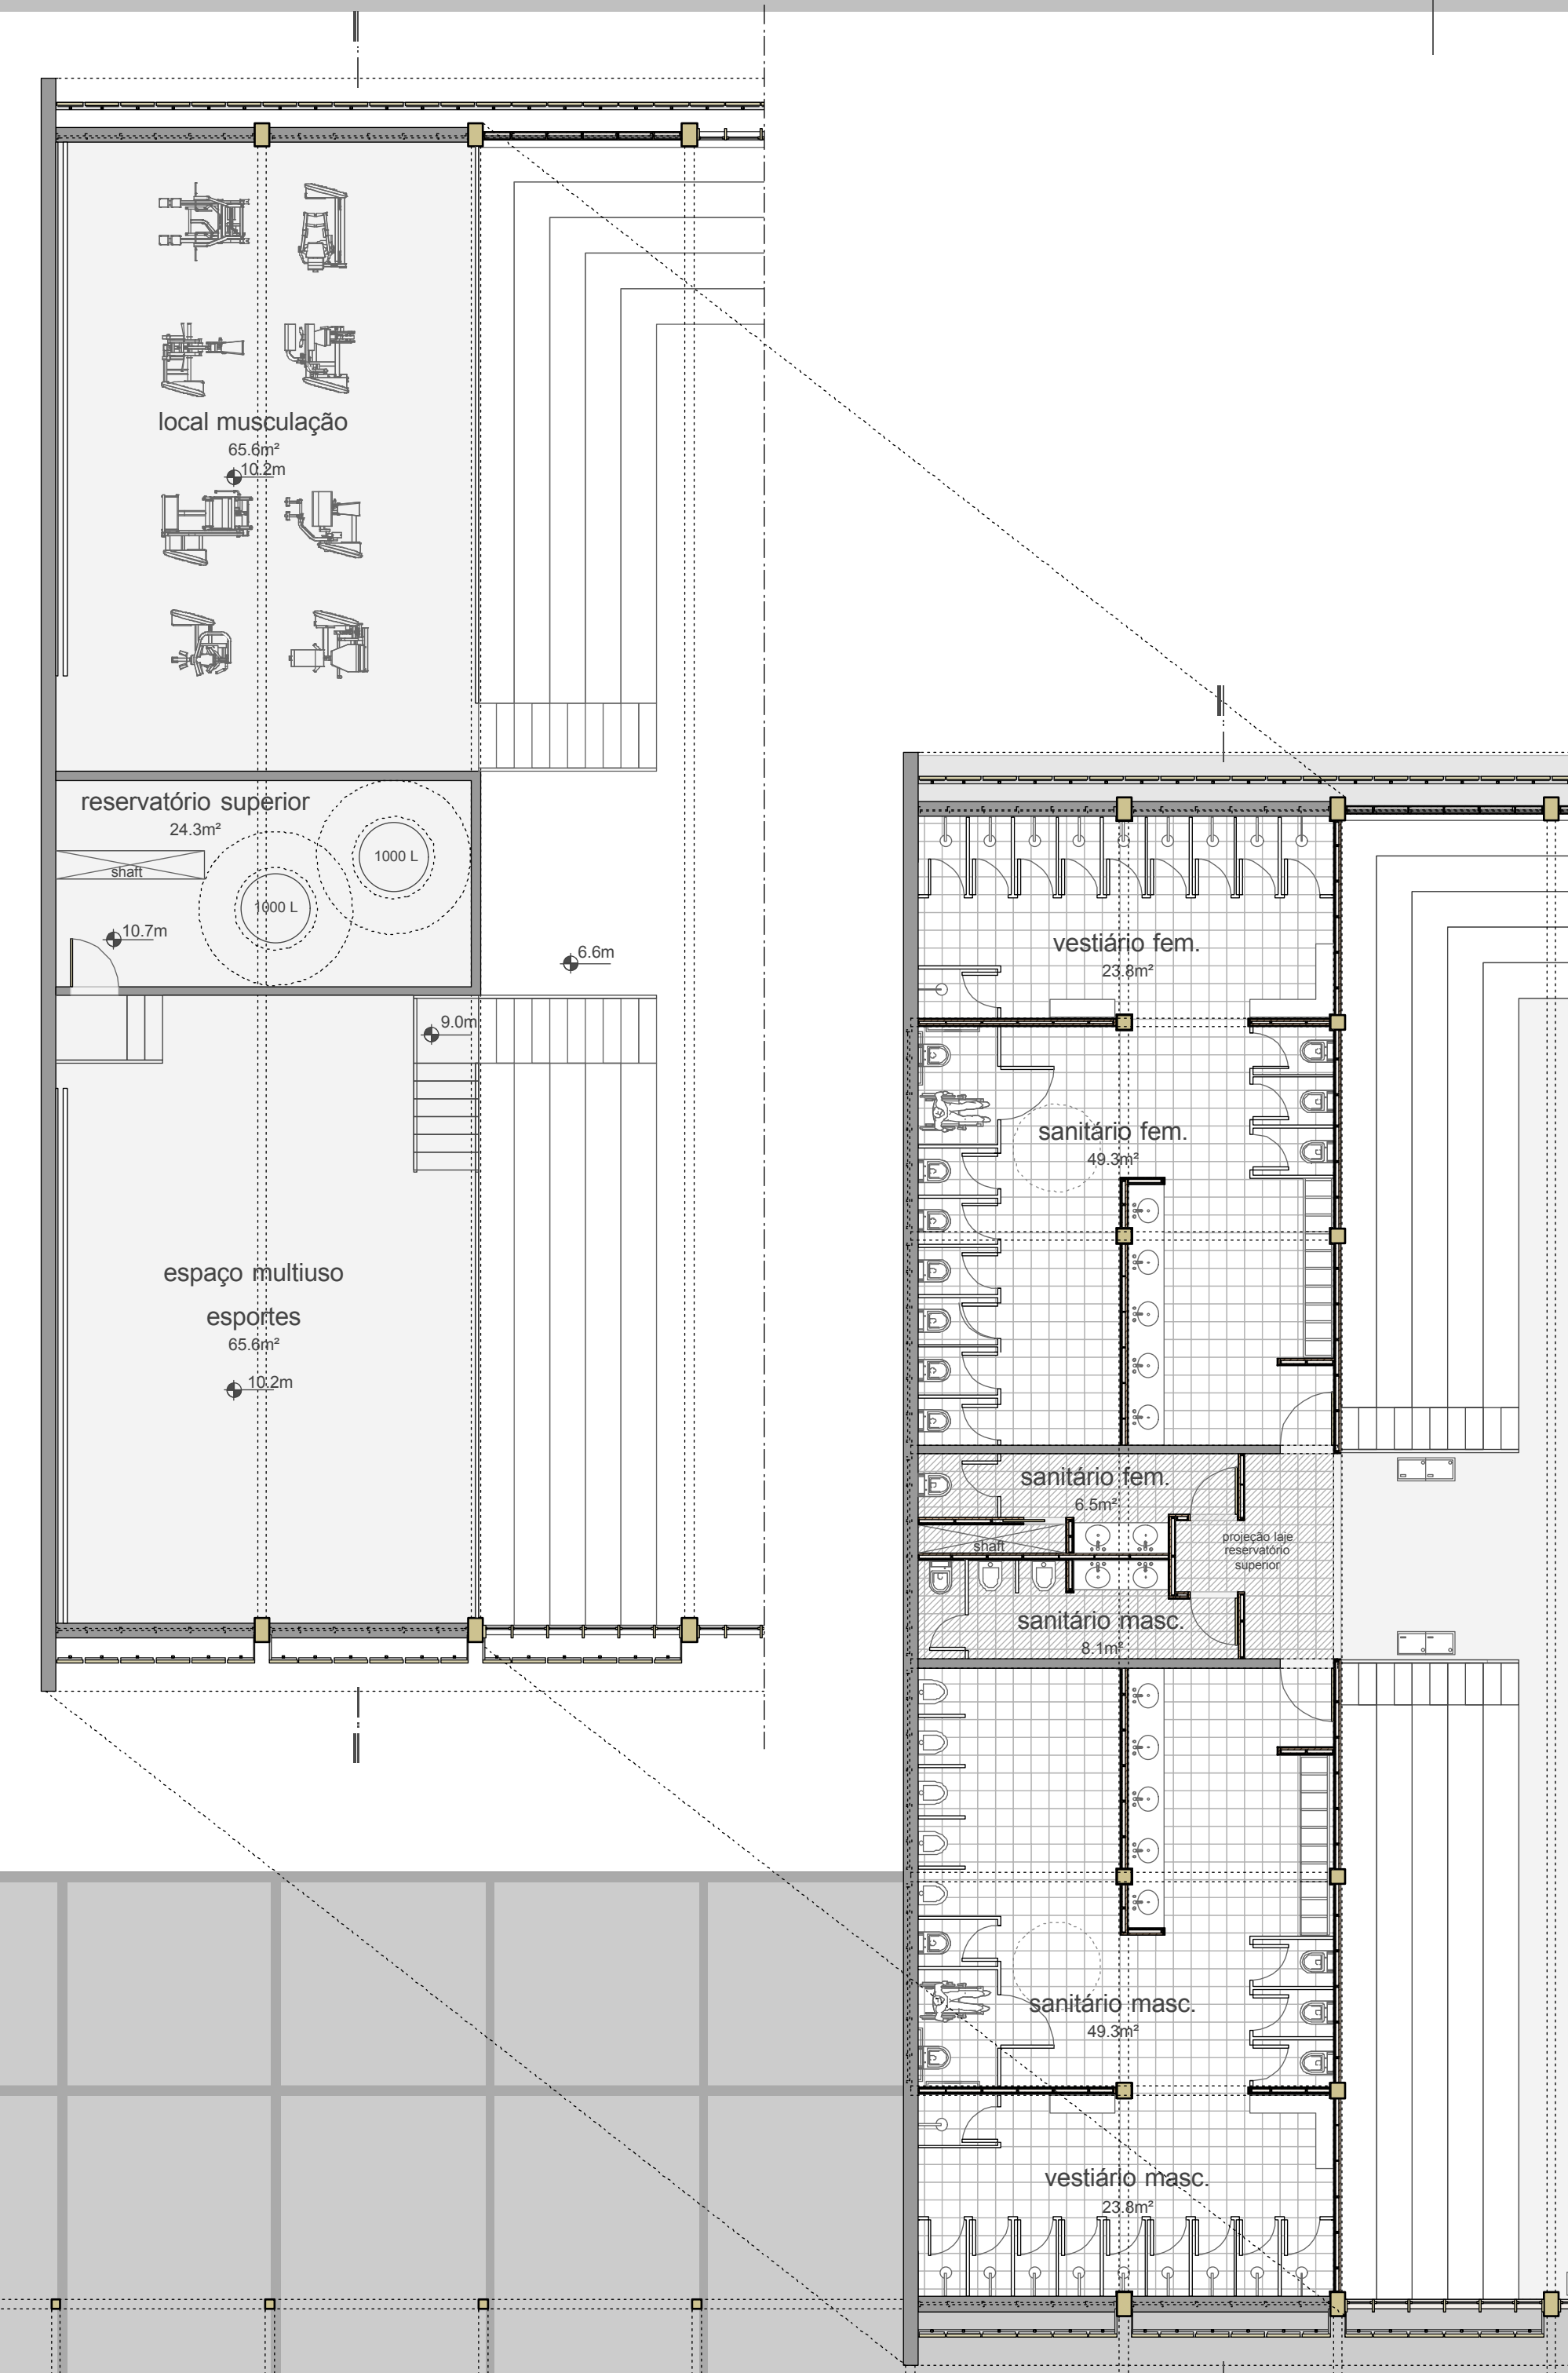 local musculação
65.6m²
10.2m
reservatório superior
24.3m²
1000 L
shaft
1000 L
10.7m
6.6m
9.0m
espaço multiuso
esportes
65.6m²
10.2m
vestiário fem.
23.8m²
sanitário fem.
49.3m²
sanitário fem.
6.5m²
shaft
projeção laje
reservatório
superior
sanitário masc.
8.1m²
sanitário masc.
49.3m²
vestiário masc.
23.8m²